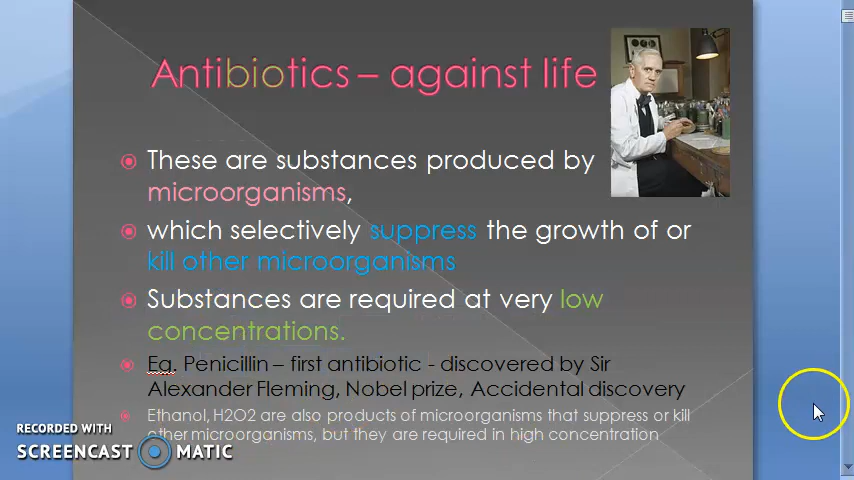 Antibiotics – against life
These are substances produced by
microorganisms,
which selectively suppress the growth of or
kill other microorganisms
Substances are required at very low
concentrations.
Eg. Penicillin – first antibiotic - discovered by Sir
Alexander Fleming, Nobel prize, Accidental discovery
Ethanol, H2O2 are also products of microorganisms that suppress or kill
other microorganisms, but they are required in high concentration
RECORDED WITH
SCREENCAST MATIC